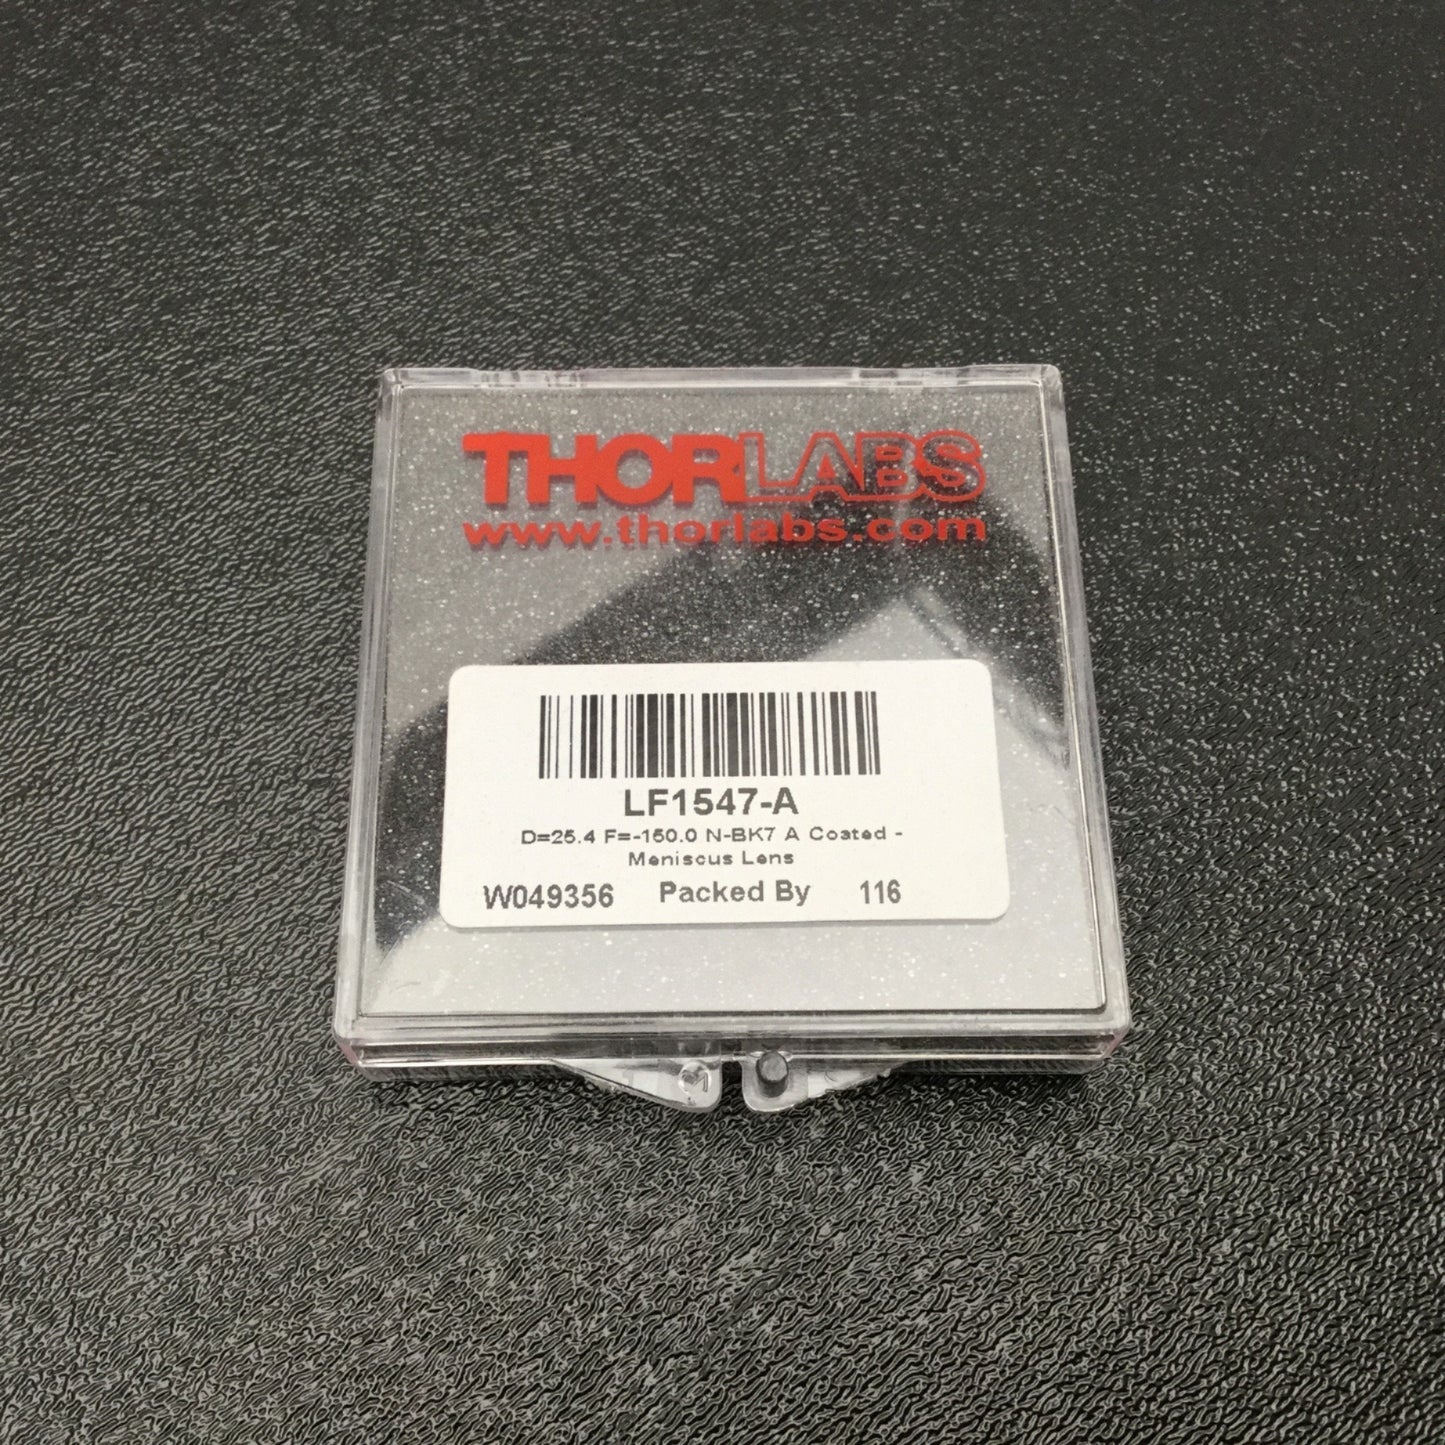 THORLABS
www.thorlabs.com
LF1547-A
D=25.4 F=-150.0 N-BK7 A Coated -
Meniscus Lens
W049356 Packed By 116